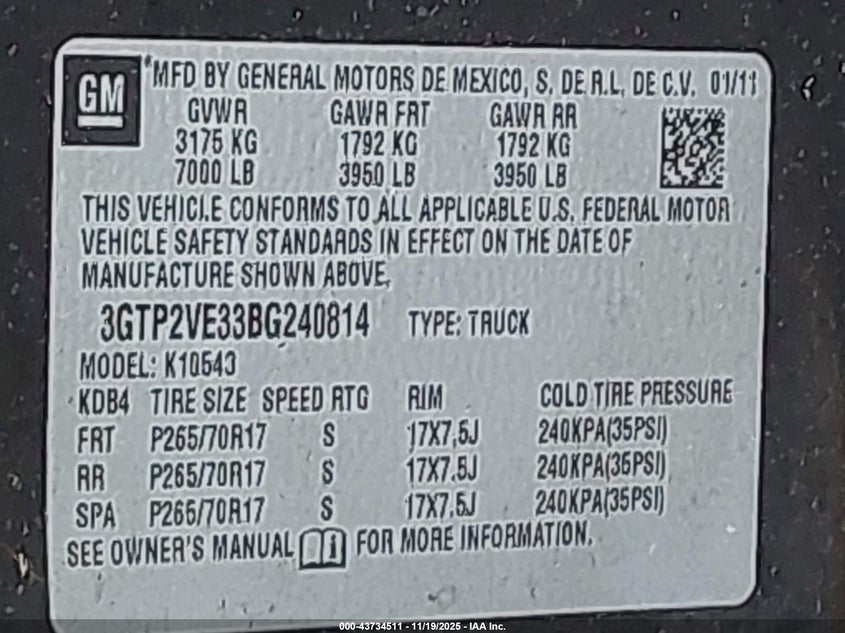 GM
MFD BY GENERAL MOTORS DE MEXICO, S. DE R.L. DE C.V. 01/11
GVWR GAWR FRT GAWR RR
3175 KG 1792 KG 1792 KG
7000 LB 3950 LB 3950 LB
THIS VEHICLE CONFORMS TO ALL APPLICABLE U.S. FEDERAL MOTOR
VEHICLE SAFETY STANDARDS IN EFFECT ON THE DATE OF
MANUFACTURE SHOWN ABOVE.
3GTP2VE33BG240814 TYPE: TRUCK
MODEL: K10543
KDB4 TIRE SIZE SPEED RTG RIM COLD TIRE PRESSURE
FRT P265/70R17 S 17X7.5J 240KPA(35PSI)
RR P265/70R17 S 17X7.5J 240KPA(35PSI)
SPA P265/70R17 S 17X7.5J 240KPA(35PSI)
SEE OWNER'S MANUAL i FOR MORE INFORMATION.
000-43734511 - 11/19/2025 - IAA Inc.